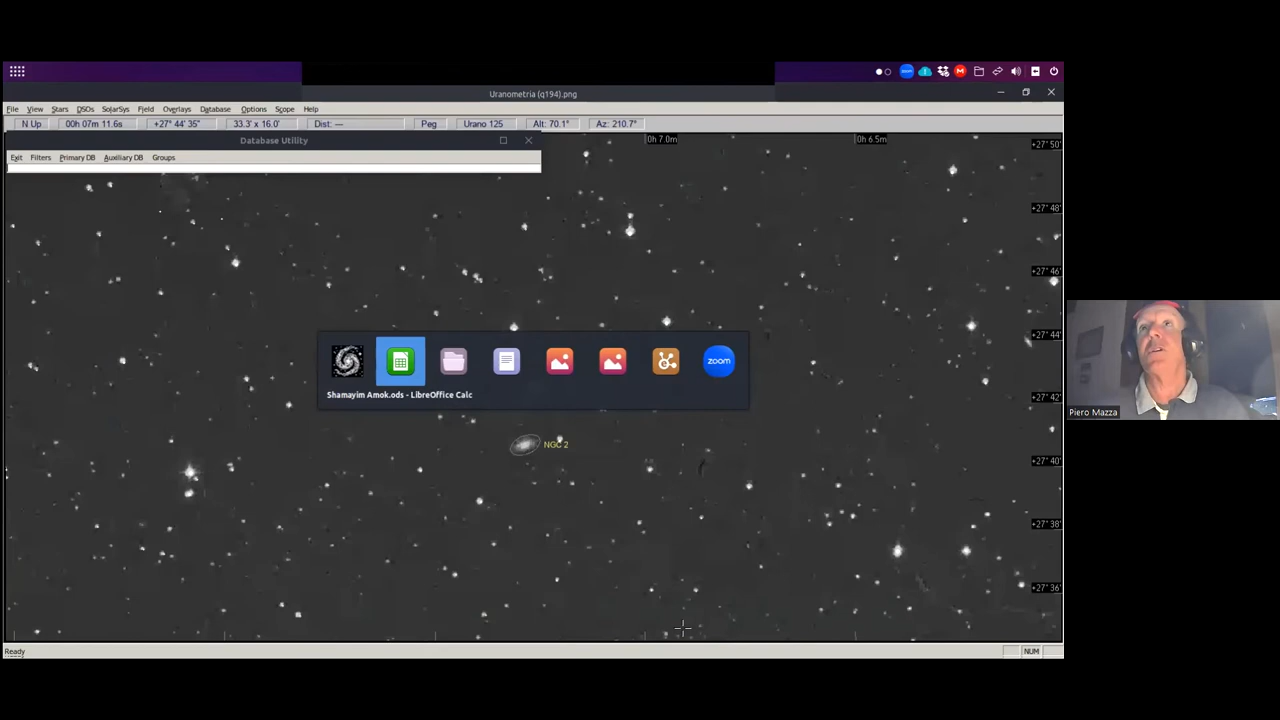 zoom
Uranometria (q194).png
File View Stars DSOs SolarSys Field Overlays Database Options Scope Help
N Up 00h 07m 11.6s +27° 44' 35" 33.3' x 16.0' Dist: — Peg Urano 125 Alt: 70.1° Az: 210.7°
Database Utility
0h 7.0m 0h 6.5m
+27° 50'
Exit Filters Primary DB Auxiliary DB Groups
+27° 48'
+27° 46'
+27° 44'
zoom
Shamayim Amok.ods - LibreOffice Calc
+27° 42'
Piero Mazza
NGC 2
+27° 40'
+27° 38'
+27° 36'
Ready NUM